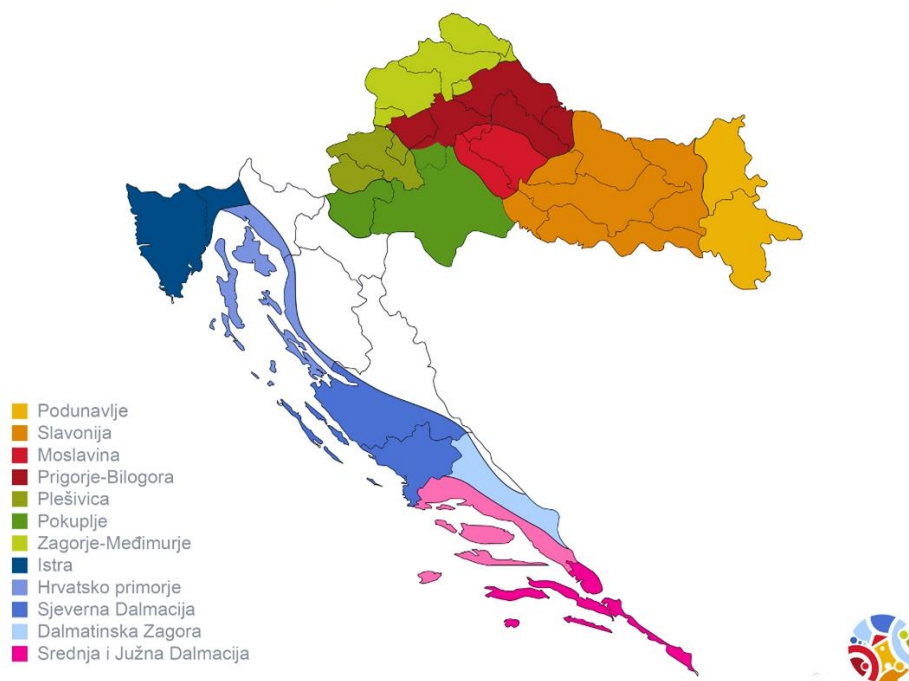 Podunavlje
Slavonija
Moslavina
Prigorje-Bilogora
Plešivica
Pokuplje
Zagorje-Međimurje
Istra
Hrvatsko primorje
Sjeverna Dalmacija
Dalmatinska Zagora
Srednja i Južna Dalmacija